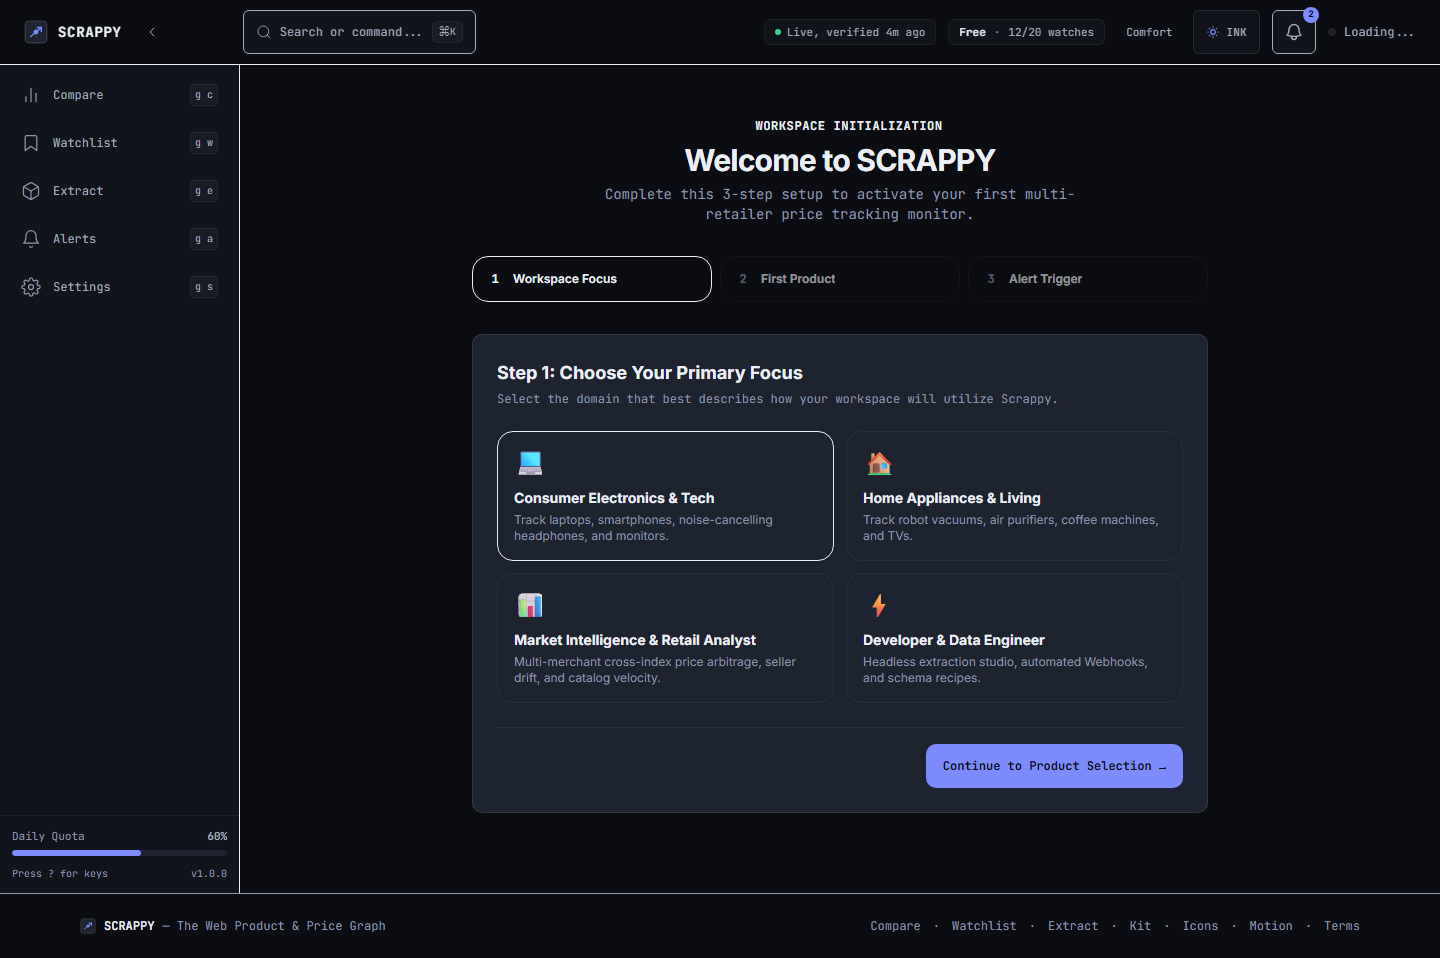 SCRAPPY
Search or command... ⌘K
Live, verified 4m ago
Free · 12/20 watches
Comfort
INK
2
Loading...
Compare g c
Watchlist g w
Extract g e
Alerts g a
Settings g s
WORKSPACE INITIALIZATION
Welcome to SCRAPPY
Complete this 3-step setup to activate your first multi-
retailer price tracking monitor.
1 Workspace Focus
2 First Product
3 Alert Trigger
Step 1: Choose Your Primary Focus
Select the domain that best describes how your workspace will utilize Scrappy.
Consumer Electronics & Tech
Track laptops, smartphones, noise-cancelling
headphones, and monitors.
Home Appliances & Living
Track robot vacuums, air purifiers, coffee machines,
and TVs.
Market Intelligence & Retail Analyst
Multi-merchant cross-index price arbitrage, seller
drift, and catalog velocity.
Developer & Data Engineer
Headless extraction studio, automated Webhooks,
and schema recipes.
Continue to Product Selection →
Daily Quota 60%
Press ? for keys v1.0.0
SCRAPPY — The Web Product & Price Graph
Compare · Watchlist · Extract · Kit · Icons · Motion · Terms